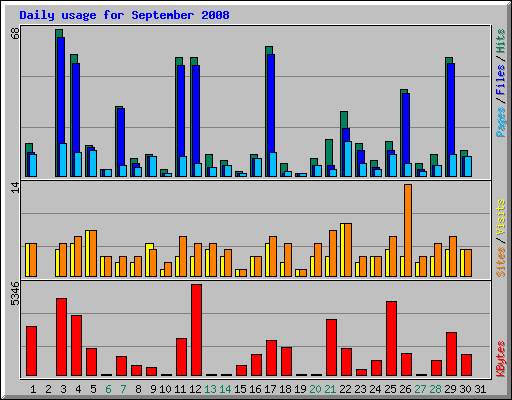 Daily usage for September 2008
68
Pages / Files / Hits
14
Sites / Visits
5346
KBytes
1 2 3 4 5 6 7 8 9 10 11 12 13 14 15 16 17 18 19 20 21 22 23 24 25 26 27 28 29 30 31